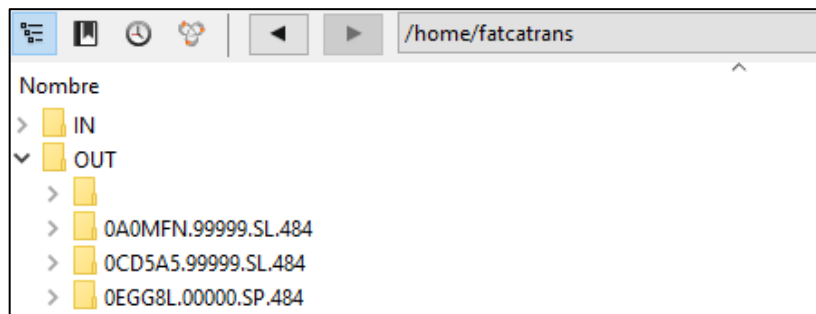 /home/fatcatrans
Nombre
IN
OUT
0A0MFN.99999.SL.484
0CD5A5.99999.SL.484
0EGG8L.00000.SP.484